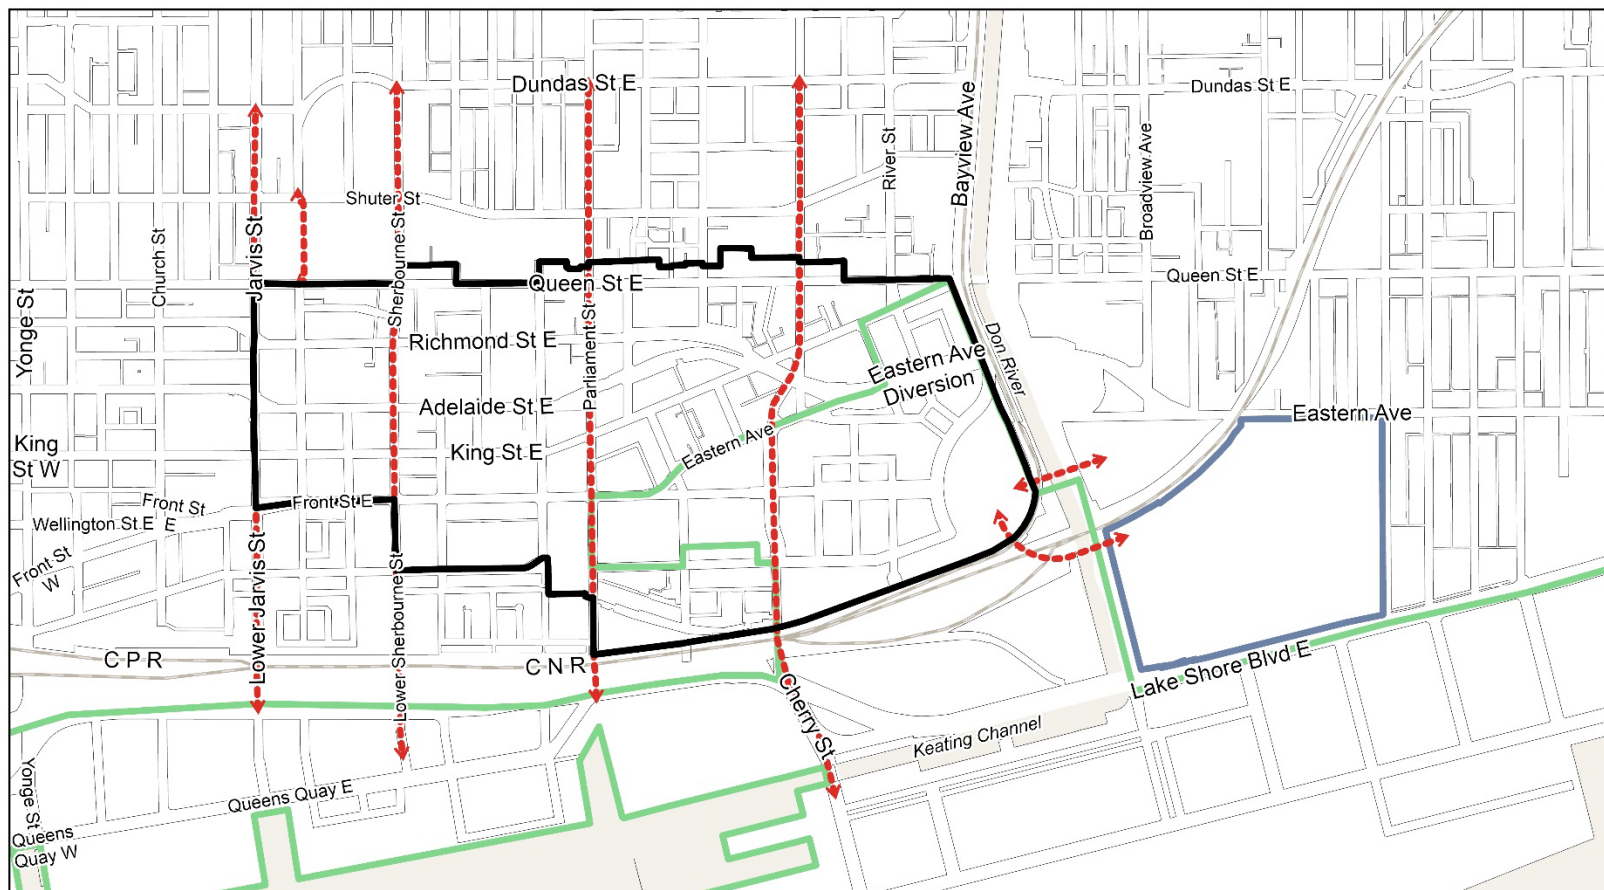 Dundas St E
Dundas St E
Bayview Ave
River St
Broadview Ave
Shuter St
Church St
Jarvis St
Sherbourne St
Queen St E
Queen St E
Yonge St
Richmond St E
Parliament St
Don River
Eastern Ave
Diversion
Adelaide St E
Eastern Ave
King
St W
King St E
Eastern Ave
Front St
E
Front St E
Wellington St E
Front St
W
Lower Jarvis St
Lower Sherbourne St
C P R
C N R
Cherry St
Lake Shore Blvd E
Keating Channel
Yonge St
Queens Quay E
Queens
Quay W